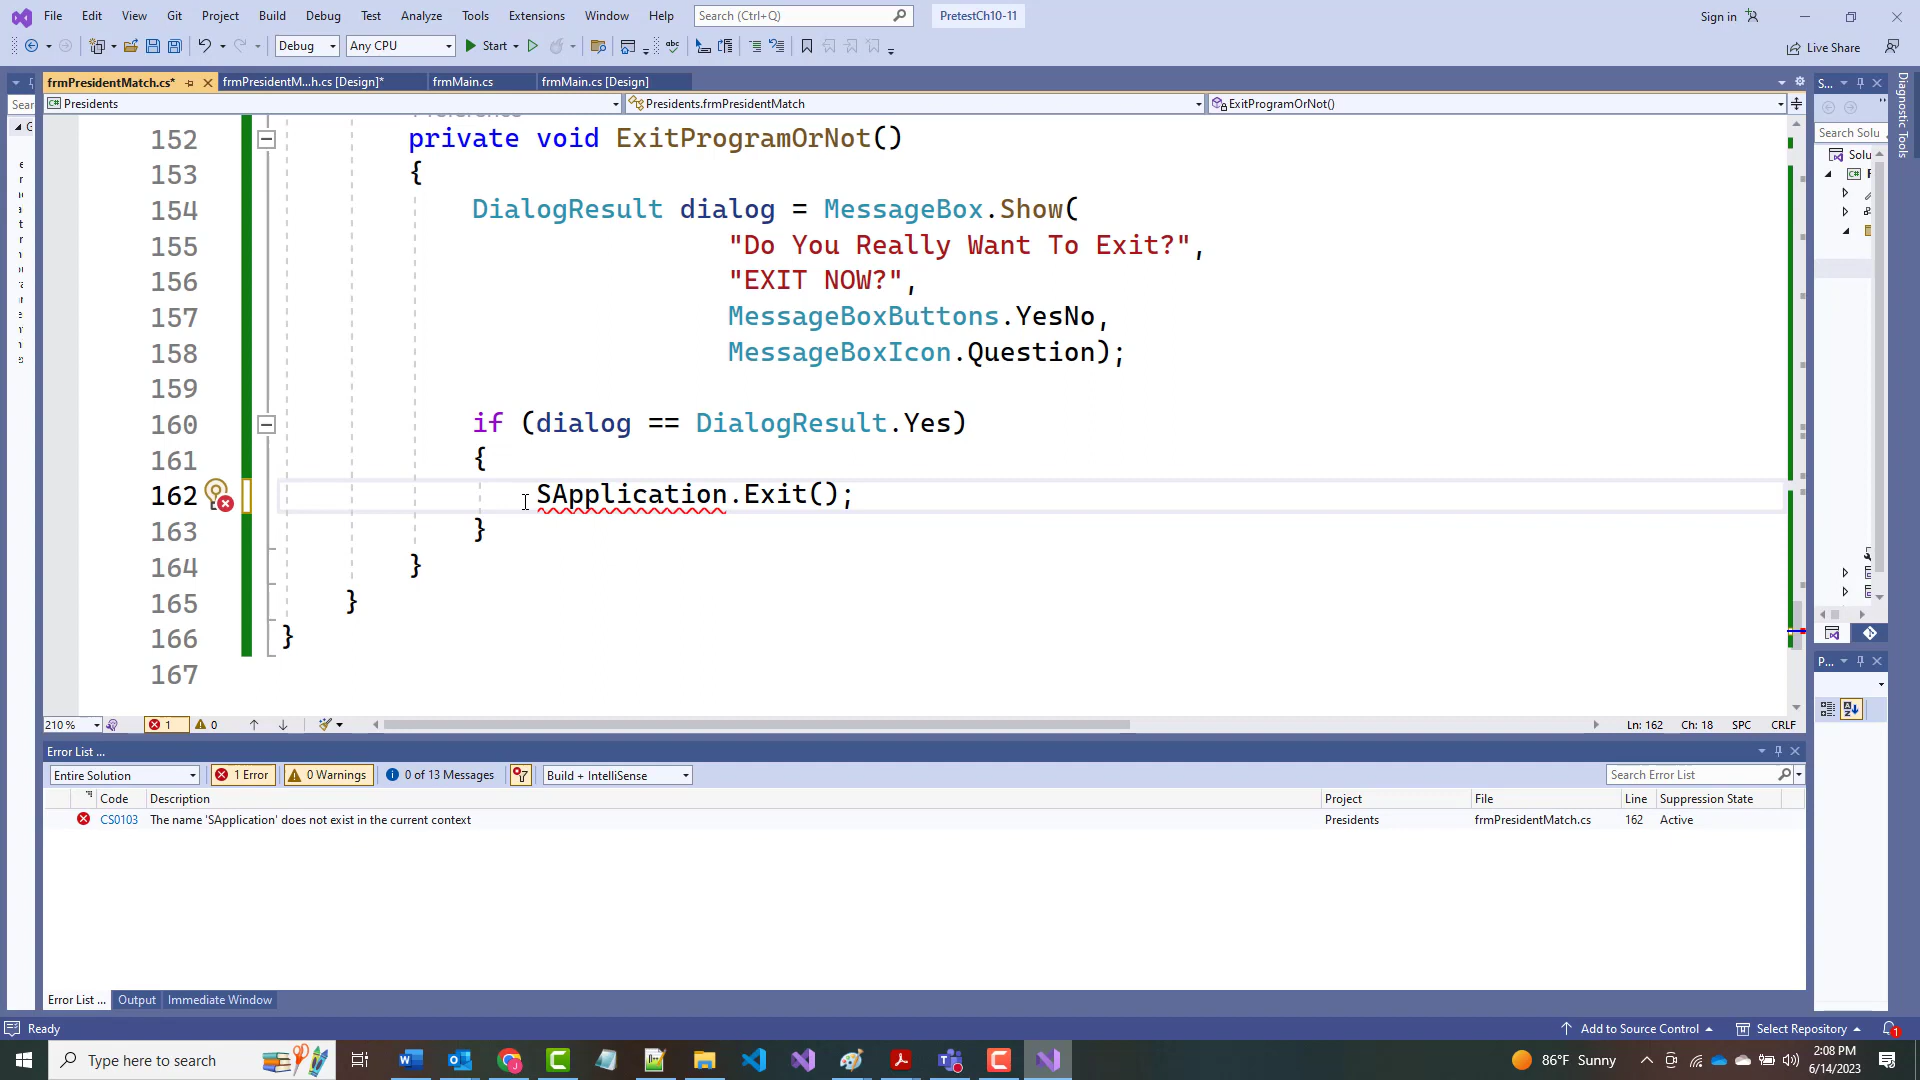 File Edit View Git Project Build Debug Test Analyze Tools Extensions Window Help Search (Ctrl+Q) PretestCh10-11 Sign in
Debug Any CPU Start Live Share
frmPresidentMatch.cs* frmPresidentM...h.cs [Design]* frmMain.cs frmMain.cs [Design] S...
Sear Presidents Presidents.frmPresidentMatch ExitProgramOrNot()
Search Solu
Diagnostic Tools
Solu
152 private void ExitProgramOrNot()
153 {
154 DialogResult dialog = MessageBox.Show(
155 "Do You Really Want To Exit?",
156 "EXIT NOW?",
157 MessageBoxButtons.YesNo,
158 MessageBoxIcon.Question);
159
160 if (dialog == DialogResult.Yes)
161 {
162 SApplication.Exit();
163 }
164 }
165 }
166 }
167
P...
210 % 1 0 Ln: 162 Ch: 18 SPC CRLF
Error List ...
Entire Solution 1 Error 0 Warnings 0 of 13 Messages Build + IntelliSense Search Error List
Code Description Project File Line Suppression State
CS0103 The name 'SApplication' does not exist in the current context Presidents frmPresidentMatch.cs 162 Active
Error List ... Output Immediate Window
Ready Add to Source Control Select Repository 1
Type here to search 86°F Sunny 2:08 PM
6/14/2023